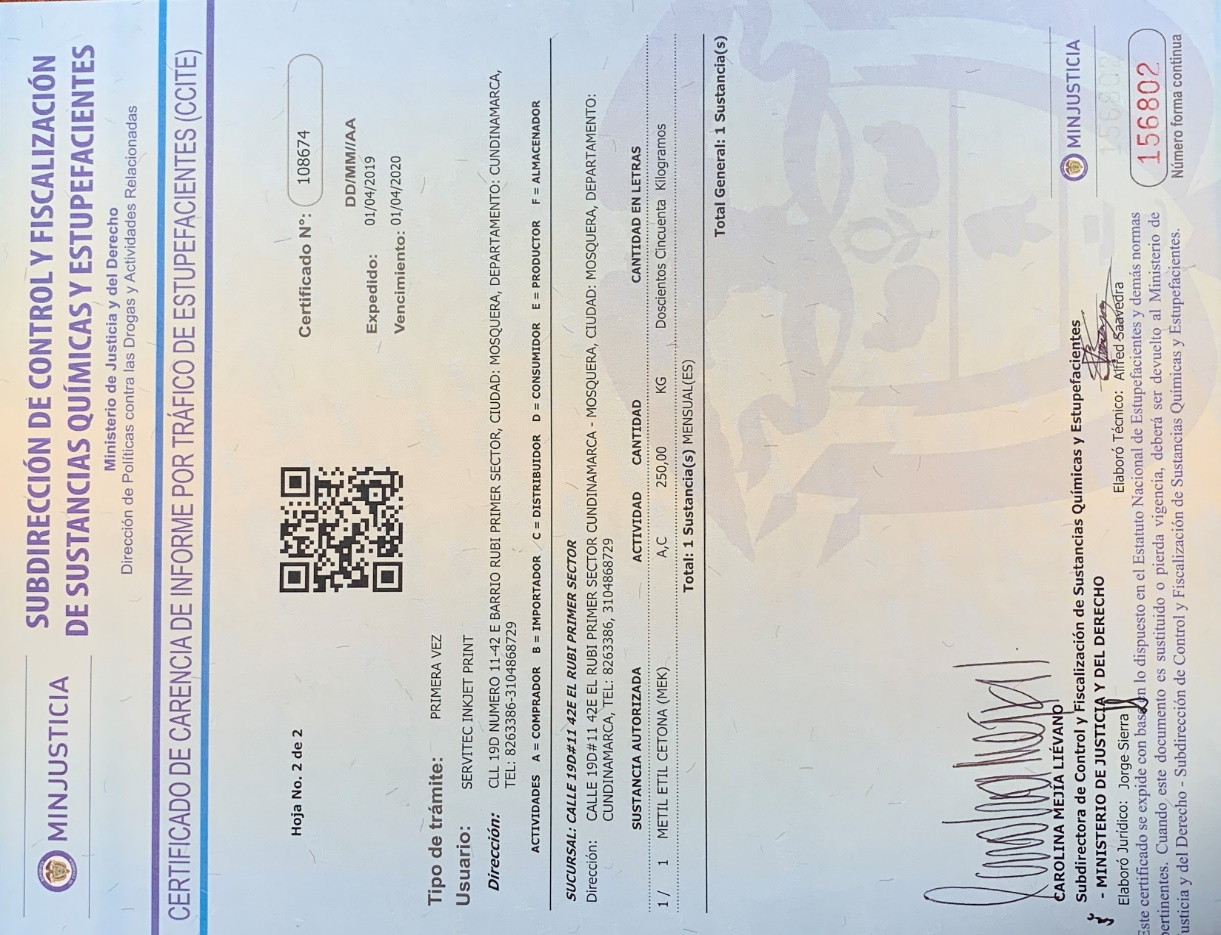 MINJUSTICIA
SUBDIRECCIÓN DE CONTROL Y FISCALIZACIÓN
DE SUSTANCIAS QUÍMICAS Y ESTUPEFACIENTES
Ministerio de Justicia y del Derecho
Dirección de Políticas contra las Drogas y Actividades Relacionadas
CERTIFICADO DE CARENCIA DE INFORME POR TRÁFICO DE ESTUPEFACIENTES (CCITE)
Hoja No. 2 de 2
Certificado N°: 108674
DD/MM//AA
Expedido: 01/04/2019
Vencimiento: 01/04/2020
Tipo de trámite: PRIMERA VEZ
Usuario: SERVITEC INKJET PRINT
Dirección: CLL 19D NUMERO 11-42 E BARRIO RUBI PRIMER SECTOR, CIUDAD: MOSQUERA, DEPARTAMENTO: CUNDINAMARCA,
TEL: 8263386-3104868729
ACTIVIDADES A = COMPRADOR B = IMPORTADOR C = DISTRIBUIDOR D = CONSUMIDOR E = PRODUCTOR F = ALMACENADOR
SUCURSAL: CALLE 19D#11 42E EL RUBI PRIMER SECTOR
Dirección: CALLE 19D#11 42E EL RUBI PRIMER SECTOR CUNDINAMARCA - MOSQUERA, CIUDAD: MOSQUERA, DEPARTAMENTO:
CUNDINAMARCA, TEL: 8263386, 3104868729
SUSTANCIA AUTORIZADA ACTIVIDAD CANTIDAD CANTIDAD EN LETRAS
1 / 1 METIL ETIL CETONA (MEK) A,C 250,00 KG Doscientos Cincuenta Kilogramos
Total: 1 Sustancia(s) MENSUAL(ES)
Total General: 1 Sustancia(s)
CAROLINA MEJÍA LIÉVANO
Subdirectora de Control y Fiscalización de Sustancias Químicas y Estupefacientes
- MINISTERIO DE JUSTICIA Y DEL DERECHO
Elaboró Jurídico: Jorge Sierra Elaboró Técnico: Alfred Saavedra
Este certificado se expide con base en lo dispuesto en el Estatuto Nacional de Estupefacientes y demás normas
pertinentes. Cuando este documento es sustituido o pierda vigencia, deberá ser devuelto al Ministerio de
Justicia y del Derecho - Subdirección de Control y Fiscalización de Sustancias Químicas y Estupefacientes.
MINJUSTICIA
156802
156802
Número forma continua